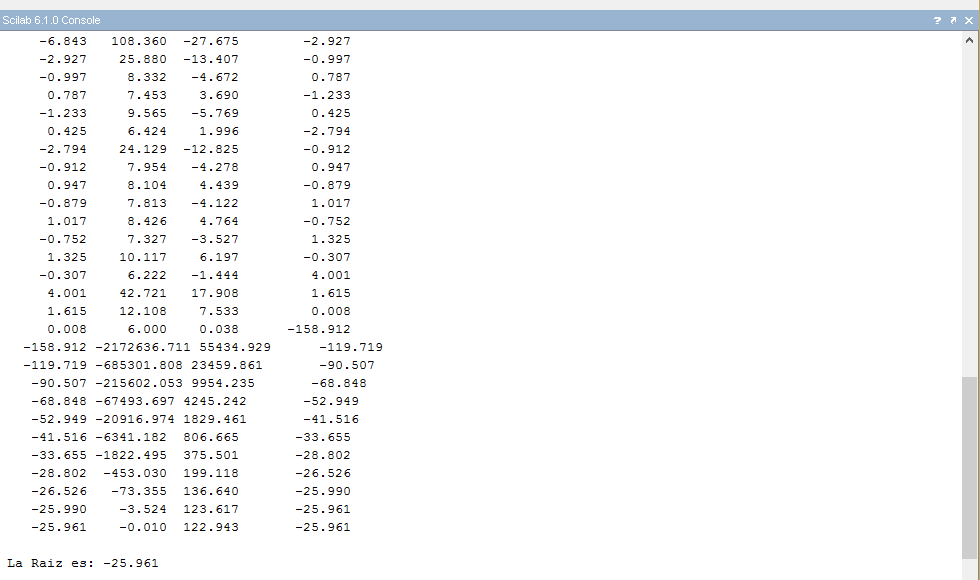 Scilab 6.1.0 Console
-6.843 108.360 -27.675 -2.927
-2.927 25.880 -13.407 -0.997
-0.997 8.332 -4.672 0.787
0.787 7.453 3.690 -1.233
-1.233 9.565 -5.769 0.425
0.425 6.424 1.996 -2.794
-2.794 24.129 -12.825 -0.912
-0.912 7.954 -4.278 0.947
0.947 8.104 4.439 -0.879
-0.879 7.813 -4.122 1.017
1.017 8.426 4.764 -0.752
-0.752 7.327 -3.527 1.325
1.325 10.117 6.197 -0.307
-0.307 6.222 -1.444 4.001
4.001 42.721 17.908 1.615
1.615 12.108 7.533 0.008
0.008 6.000 0.038 -158.912
-158.912 -2172636.711 55434.929 -119.719
-119.719 -685301.808 23459.861 -90.507
-90.507 -215602.053 9954.235 -68.848
-68.848 -67493.697 4245.242 -52.949
-52.949 -20916.974 1829.461 -41.516
-41.516 -6341.182 806.665 -33.655
-33.655 -1822.495 375.501 -28.802
-28.802 -453.030 199.118 -26.526
-26.526 -73.355 136.640 -25.990
-25.990 -3.524 123.617 -25.961
-25.961 -0.010 122.943 -25.961
La Raiz es: -25.961